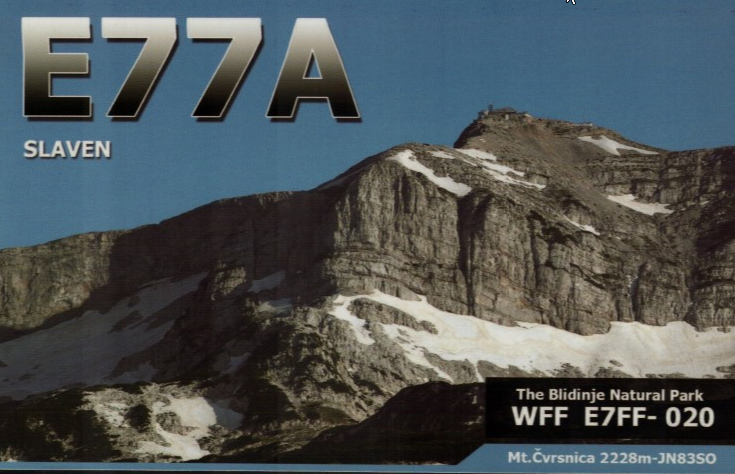 E77A
SLAVEN
The Blidinje Natural Park
WFF E7FF- 020
Mt.Čvrsnica 2228m-JN83SO